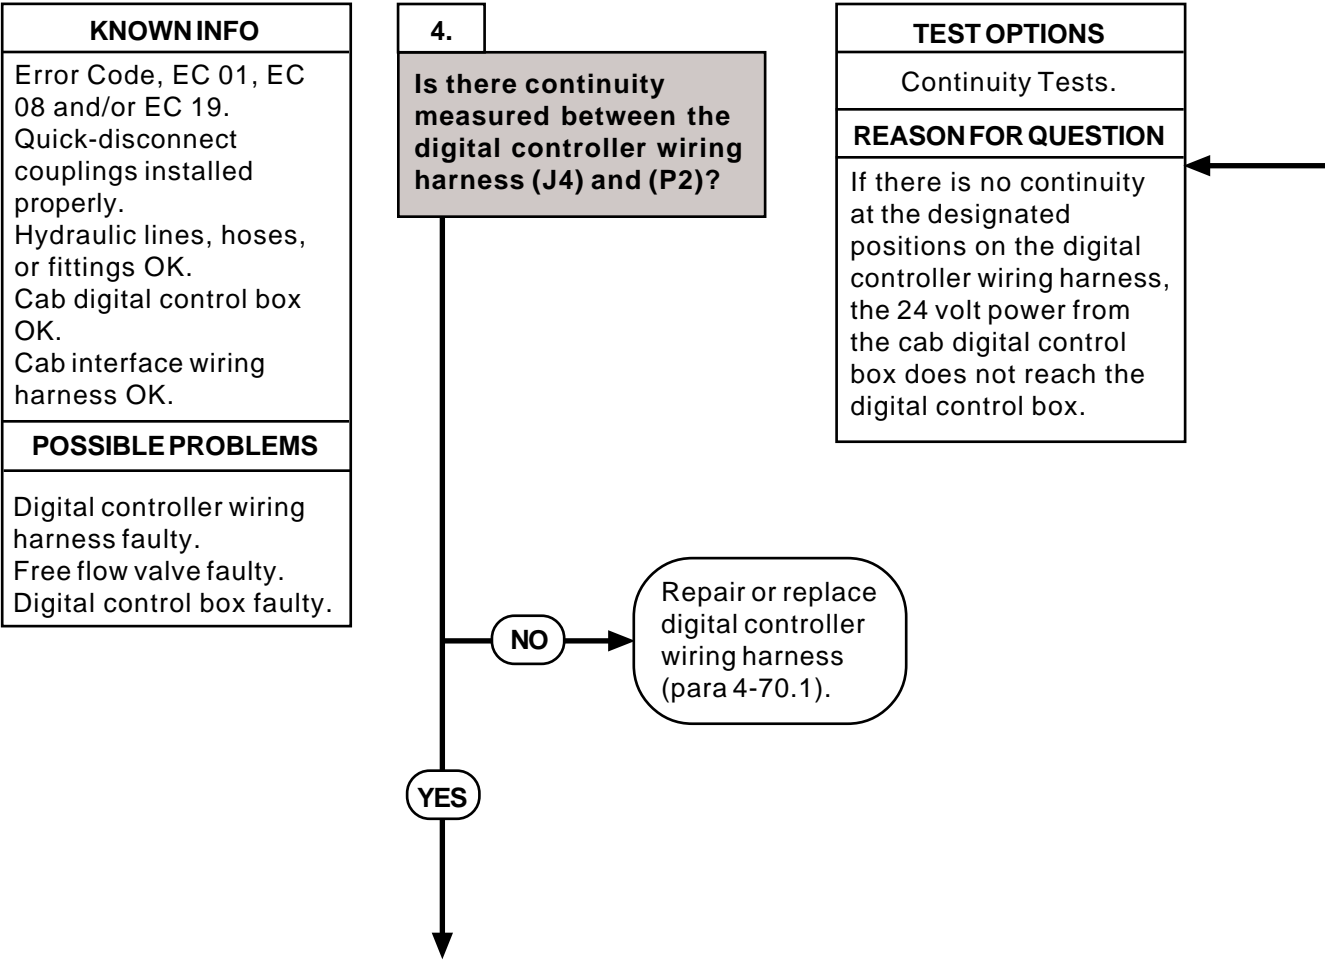 KNOWN INFO
Error Code, EC 01, EC
08 and/or EC 19.
Quick-disconnect
couplings installed
properly.
Hydraulic lines, hoses,
or fittings OK.
Cab digital control box
OK.
Cab interface wiring
harness OK.
POSSIBLE PROBLEMS
Digital controller wiring
harness faulty.
Free flow valve faulty.
Digital control box faulty.
4.
Is there continuity
measured between the
digital controller wiring
harness (J4) and (P2)?
TEST OPTIONS
Continuity Tests.
REASON FOR QUESTION
If there is no continuity
at the designated
positions on the digital
controller wiring harness,
the 24 volt power from
the cab digital control
box does not reach the
digital control box.
NO
Repair or replace
digital controller
wiring harness
(para 4-70.1).
YES